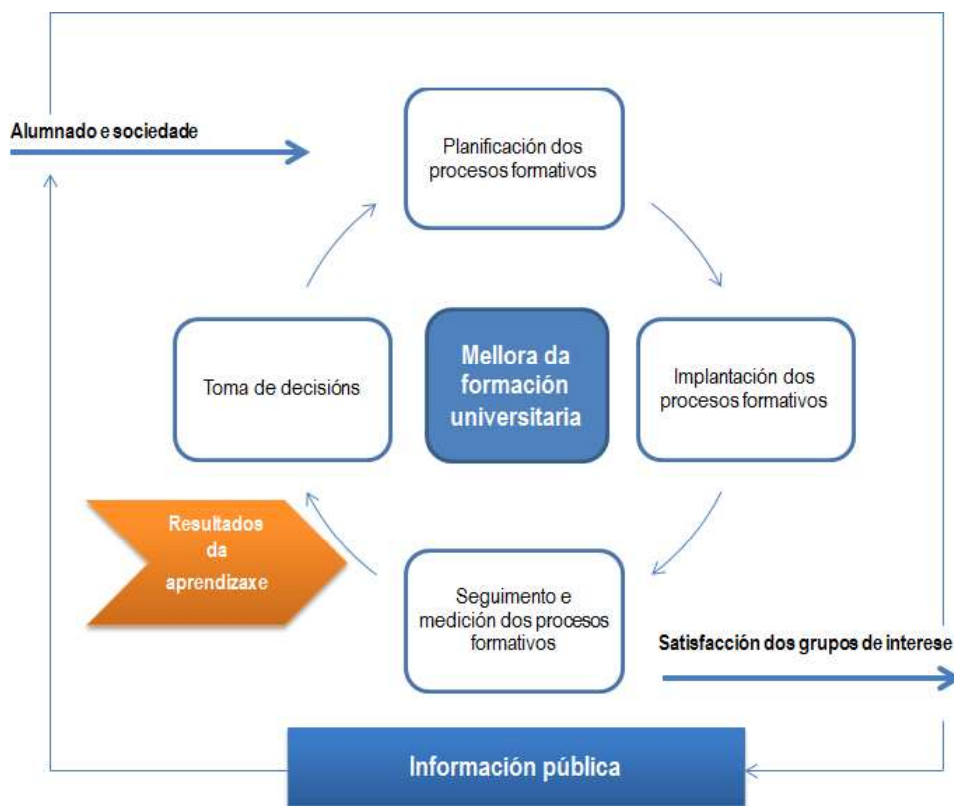 Alumnado e sociedade
Planificación dos
procesos formativos
Toma de decisións
Mellora da
formación
universitaria
Implantación dos
procesos formativos
Resultados
da
aprendizaxe
Seguimento e
medición dos procesos
formativos
Satisfacción dos grupos de interese
Información pública